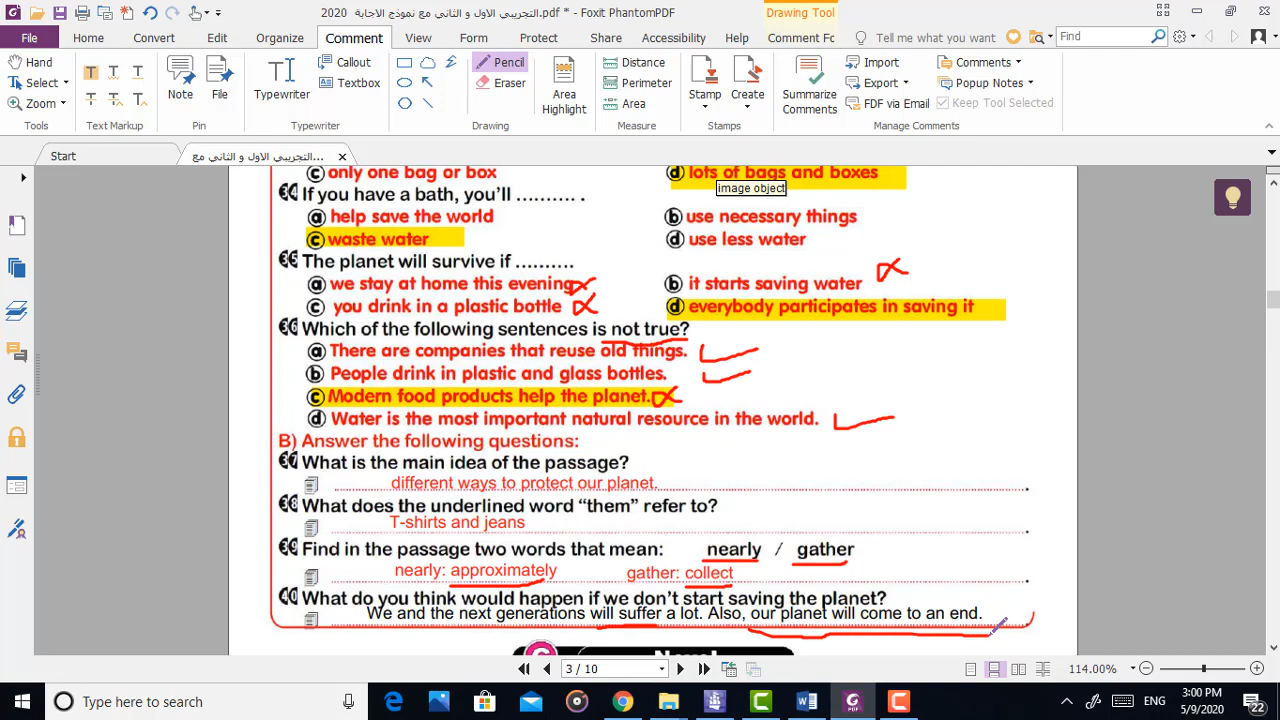 التجريبي الاول و الثاني مع نموذج الاجابة 2020.pdf * - Foxit PhantomPDF
Drawing Tool
File Home Convert Edit Organize Comment View Form Protect Share Accessibility Help Comment Fc Tell me what you want Find
Hand Select Zoom Tools
Text Markup
Note File Pin
Typewriter Callout Textbox Typewriter
Pencil Eraser Area Highlight Drawing
Distance Perimeter Area Measure
Stamp Create Stamps
Summarize Comments Import Export FDF via Email Comments Popup Notes Keep Tool Selected Manage Comments
Start التجريبي الاول و الثاني مع...
c only one bag or box d lots of bags and boxes
image object
34 If you have a bath, you'll .......... .
a help save the world b use necessary things
c waste water d use less water
35 The planet will survive if ..........
a we stay at home this evening b it starts saving water
c you drink in a plastic bottle d everybody participates in saving it
36 Which of the following sentences is not true?
a There are companies that reuse old things.
b People drink in plastic and glass bottles.
c Modern food products help the planet.
d Water is the most important natural resource in the world.
B) Answer the following questions:
37 What is the main idea of the passage?
different ways to protect our planet.
38 What does the underlined word “them” refer to?
T-shirts and jeans
39 Find in the passage two words that mean: nearly / gather
nearly: approximately gather: collect
40 What do you think would happen if we don't start saving the planet?
We and the next generations will suffer a lot. Also, our planet will come to an end.
3 / 10 114.00%
Type here to search ENG 3:00 PM 5/9/2020 22